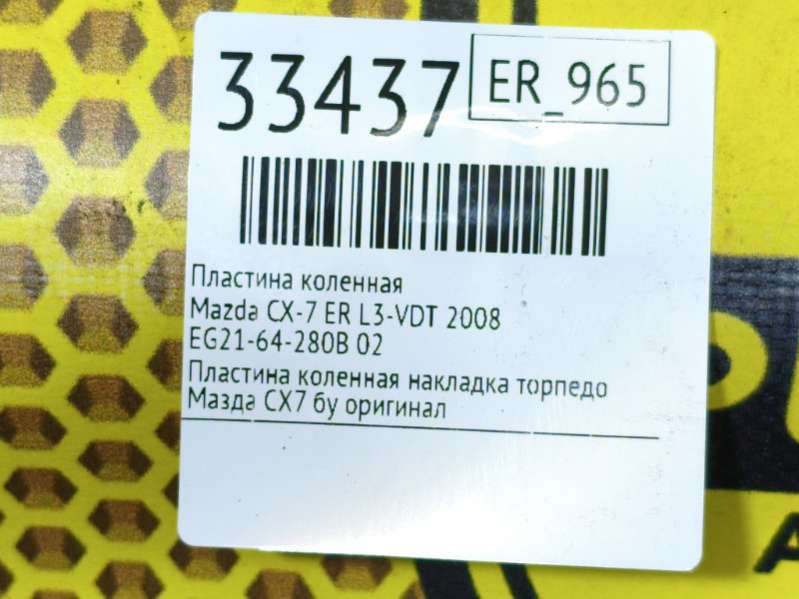 33437
ER_965
Пластина коленная
Mazda CX-7 ER L3-VDT 2008
EG21-64-280B 02
Пластина коленная накладка торпедо
Мазда СХ7 бу оригинал